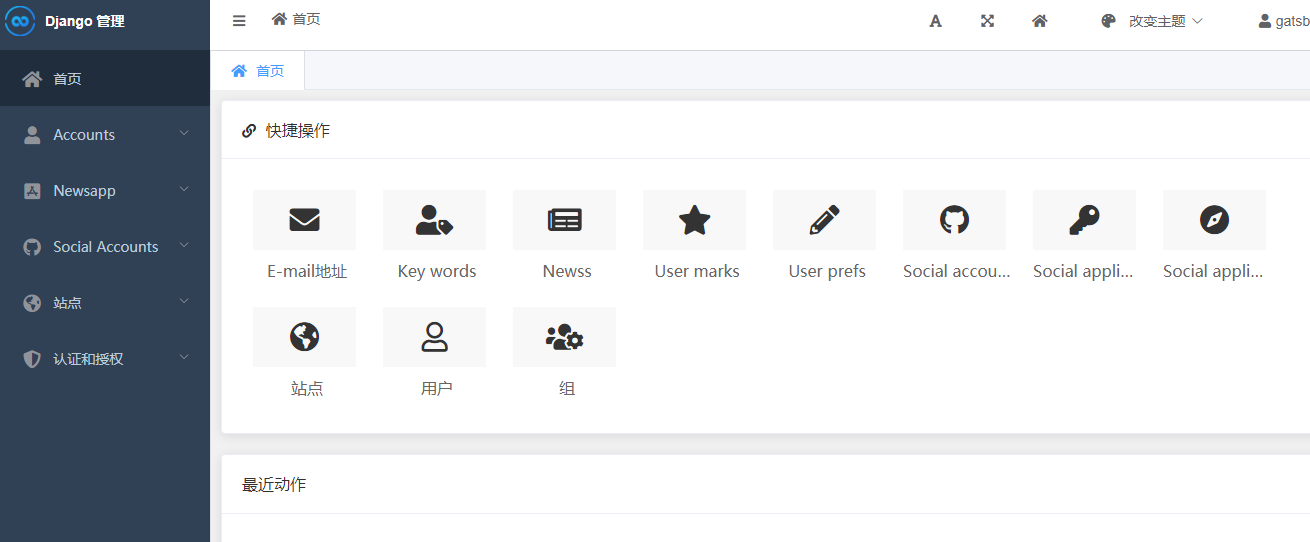 Django 管理
首页
改变主题
gatsb
首页
首页
Accounts
Newsapp
Social Accounts
站点
认证和授权
快捷操作
E-mail地址 Key words Newss User marks User prefs Social accou... Social appli... Social appli...
站点 用户 组
最近动作